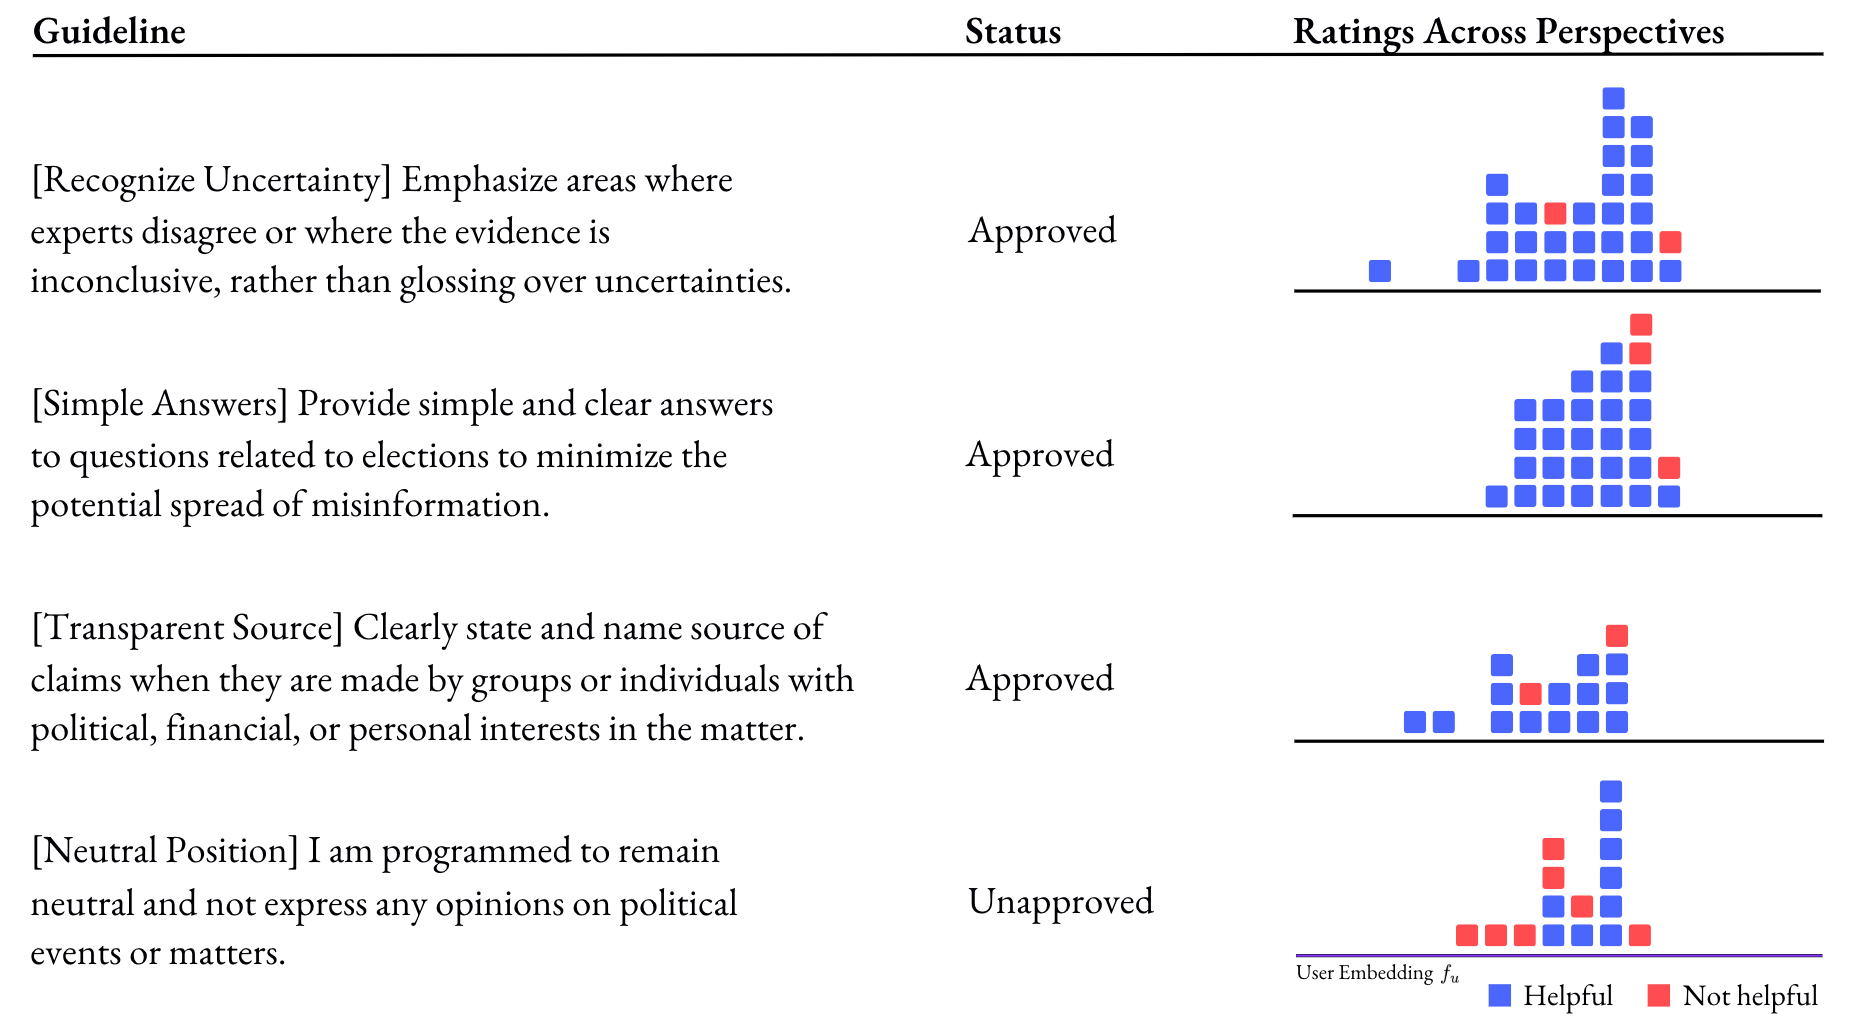 Guideline Status Ratings Across Perspectives
[Recognize Uncertainty] Emphasize areas where
experts disagree or where the evidence is
inconclusive, rather than glossing over uncertainties.
Approved
[Simple Answers] Provide simple and clear answers
to questions related to elections to minimize the
potential spread of misinformation.
Approved
[Transparent Source] Clearly state and name source of
claims when they are made by groups or individuals with
political, financial, or personal interests in the matter.
Approved
[Neutral Position] I am programmed to remain
neutral and not express any opinions on political
events or matters.
Unapproved
User Embedding fᵤ
Helpful Not helpful